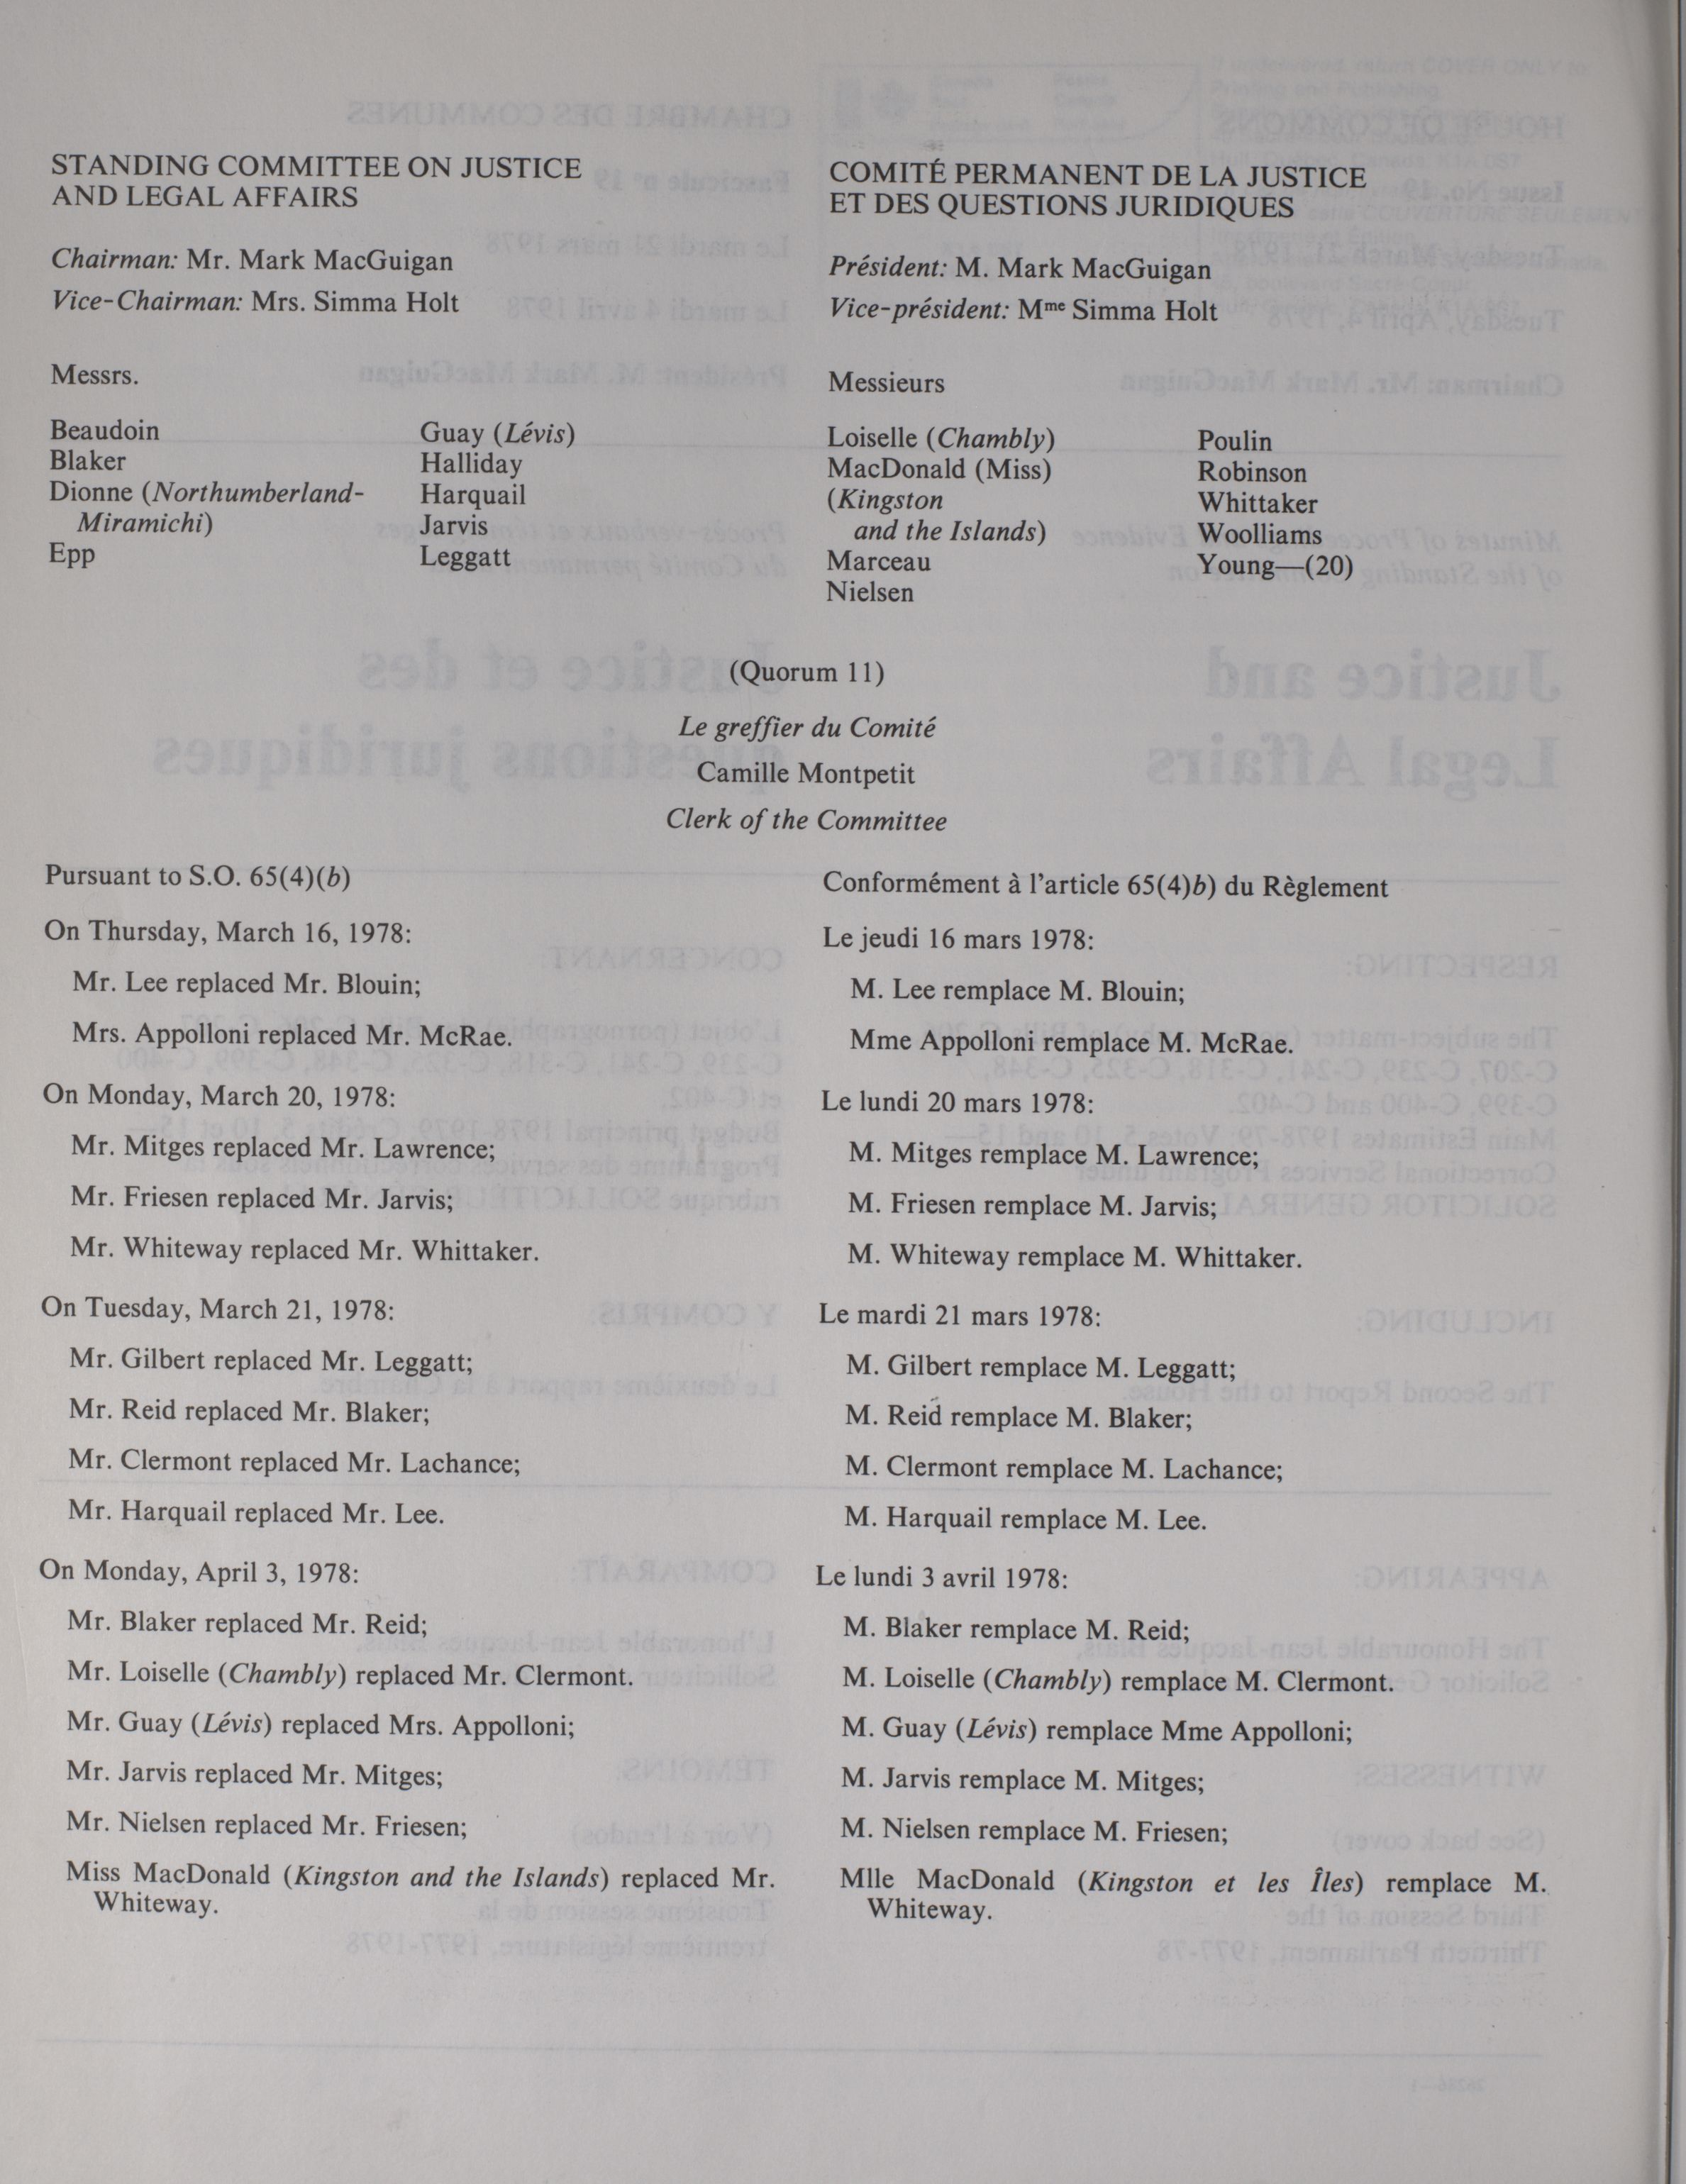 STANDING COMMITTEE ON JUSTICE
AND LEGAL AFFAIRS
Chairman: Mr. Mark MacGuigan
Vice-Chairman: Mrs. Simma Holt
Messrs.
Beaudoin
Blaker
Dionne (Northumberland-
Miramichi)
Epp
Guay (Lévis)
Halliday
Harquail
Jarvis
Leggatt
COMITÉ PERMANENT DE LA JUSTICE
ET DES QUESTIONS JURIDIQUES
Président: M. Mark MacGuigan
Vice-président: Mme Simma Holt
Messieurs
Loiselle (Chambly)
MacDonald (Miss)
(Kingston
and the Islands)
Marceau
Nielsen
Poulin
Robinson
Whittaker
Woolliams
Young—(20)
(Quorum 11)
Le greffier du Comité
Camille Montpetit
Clerk of the Committee
Pursuant to S.O. 65(4)(b)
On Thursday, March 16, 1978:
Mr. Lee replaced Mr. Blouin;
Mrs. Appolloni replaced Mr. McRae.
On Monday, March 20, 1978:
Mr. Mitges replaced Mr. Lawrence;
Mr. Friesen replaced Mr. Jarvis;
Mr. Whiteway replaced Mr. Whittaker.
On Tuesday, March 21, 1978:
Mr. Gilbert replaced Mr. Leggatt;
Mr. Reid replaced Mr. Blaker;
Mr. Clermont replaced Mr. Lachance;
Mr. Harquail replaced Mr. Lee.
On Monday, April 3, 1978:
Mr. Blaker replaced Mr. Reid;
Mr. Loiselle (Chambly) replaced Mr. Clermont.
Mr. Guay (Lévis) replaced Mrs. Appolloni;
Mr. Jarvis replaced Mr. Mitges;
Mr. Nielsen replaced Mr. Friesen;
Miss MacDonald (Kingston and the Islands) replaced Mr.
Whiteway.
Conformément à l'article 65(4)b) du Règlement
Le jeudi 16 mars 1978:
M. Lee remplace M. Blouin;
Mme Appolloni remplace M. McRae.
Le lundi 20 mars 1978:
M. Mitges remplace M. Lawrence;
M. Friesen remplace M. Jarvis;
M. Whiteway remplace M. Whittaker.
Le mardi 21 mars 1978:
M. Gilbert remplace M. Leggatt;
M. Reid remplace M. Blaker;
M. Clermont remplace M. Lachance;
M. Harquail remplace M. Lee.
Le lundi 3 avril 1978:
M. Blaker remplace M. Reid;
M. Loiselle (Chambly) remplace M. Clermont.
M. Guay (Lévis) remplace Mme Appolloni;
M. Jarvis remplace M. Mitges;
M. Nielsen remplace M. Friesen;
Mlle MacDonald (Kingston et les Îles) remplace M.
Whiteway.